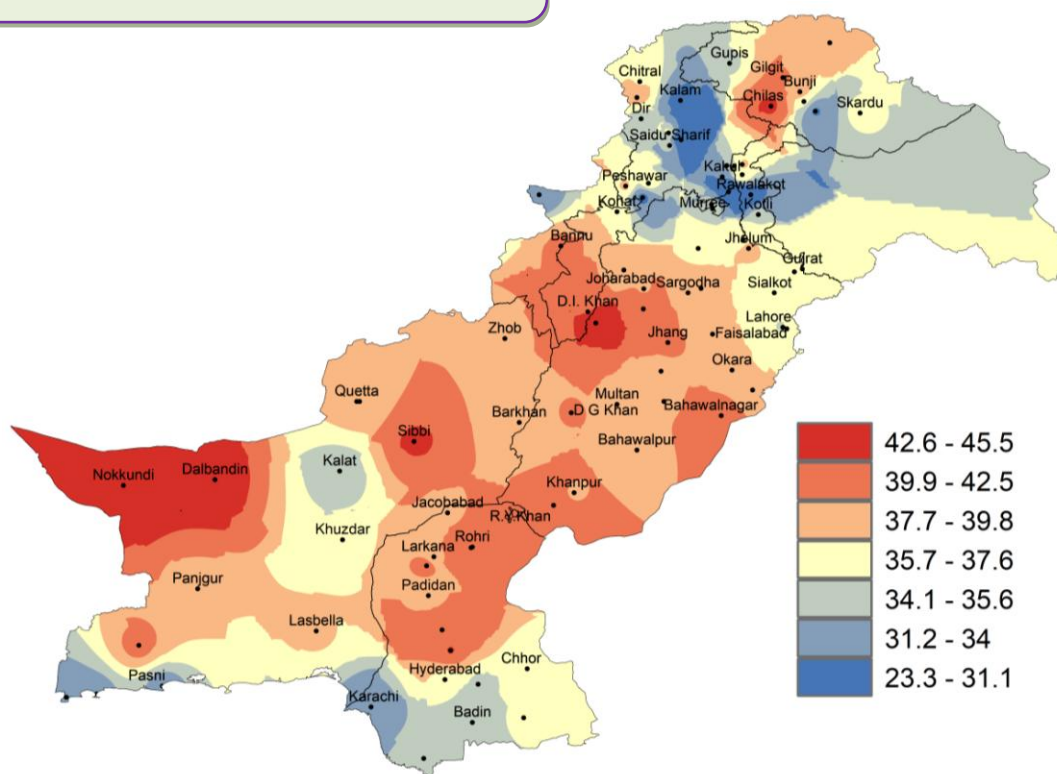 Gupis
Gilgit
Chitral
Bunji
Kalam
Chilas
Skardu
Dir
Saidu Sharif
Kakul
Peshawar
Rawalakot
Kohat
Murree
Kotli
Bannu
Jhelum
Gujrat
Joharabad
Sargodha
Sialkot
D.I. Khan
Lahore
Zhob
Jhang
Faisalabad
Okara
Quetta
Multan
D G Khan
Bahawalnagar
Barkhan
Sibbi
Bahawalpur
Nokkundi
Dalbandin
Kalat
Khanpur
Jacobabad
R.Y.Khan
Khuzdar
Rohri
Larkana
Panjgur
Padidan
Lasbella
Hyderabad
Chhor
Pasni
Karachi
Badin
42.6 - 45.5
39.9 - 42.5
37.7 - 39.8
35.7 - 37.6
34.1 - 35.6
31.2 - 34
23.3 - 31.1